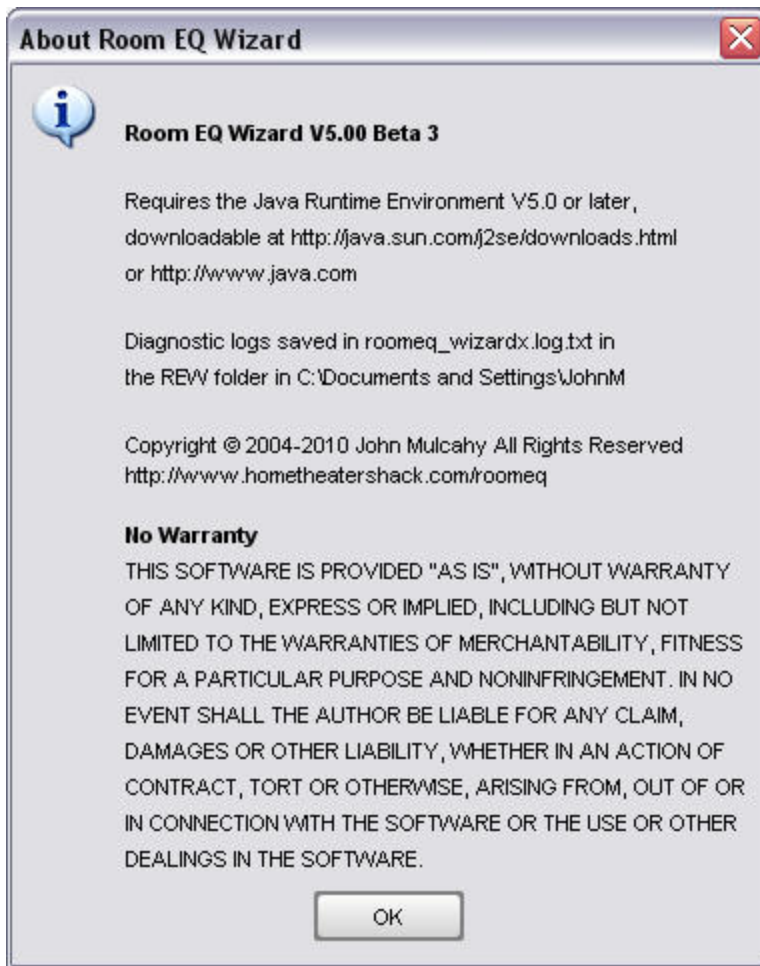 About Room EQ Wizard
Room EQ Wizard V5.00 Beta 3
Requires the Java Runtime Environment V5.0 or later,
downloadable at http://java.sun.com/j2se/downloads.html
or http://www.java.com
Diagnostic logs saved in roomeq_wizardx.log.txt in
the REW folder in C:\Documents and Settings\JohnM
Copyright © 2004-2010 John Mulcahy All Rights Reserved
http://www.hometheatershack.com/roomeq
No Warranty
THIS SOFTWARE IS PROVIDED "AS IS", WITHOUT WARRANTY
OF ANY KIND, EXPRESS OR IMPLIED, INCLUDING BUT NOT
LIMITED TO THE WARRANTIES OF MERCHANTABILITY, FITNESS
FOR A PARTICULAR PURPOSE AND NONINFRINGEMENT. IN NO
EVENT SHALL THE AUTHOR BE LIABLE FOR ANY CLAIM,
DAMAGES OR OTHER LIABILITY, WHETHER IN AN ACTION OF
CONTRACT, TORT OR OTHERWISE, ARISING FROM, OUT OF OR
IN CONNECTION WITH THE SOFTWARE OR THE USE OR OTHER
DEALINGS IN THE SOFTWARE.
OK